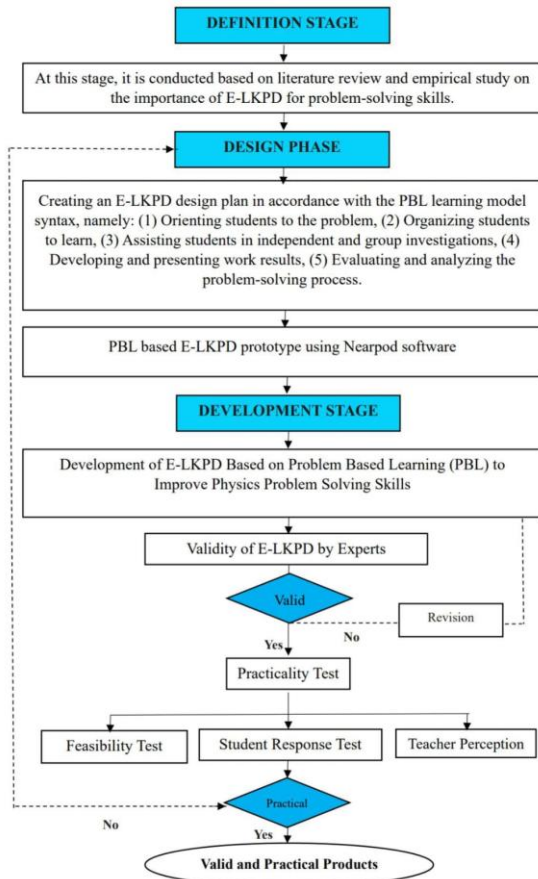 DEFINITION STAGE
At this stage, it is conducted based on literature review and empirical study on
the importance of E-LKPD for problem-solving skills.
DESIGN PHASE
Creating an E-LKPD design plan in accordance with the PBL learning model
syntax, namely: (1) Orienting students to the problem, (2) Organizing students
to learn, (3) Assisting students in independent and group investigations, (4)
Developing and presenting work results, (5) Evaluating and analyzing the
problem-solving process.
PBL based E-LKPD prototype using Nearpod software
DEVELOPMENT STAGE
Development of E-LKPD Based on Problem Based Learning (PBL) to
Improve Physics Problem Solving Skills
Validity of E-LKPD by Experts
Valid
Revision
Yes
No
Practicality Test
Feasibility Test
Student Response Test
Teacher Perception
Practical
No
Yes
Valid and Practical Products